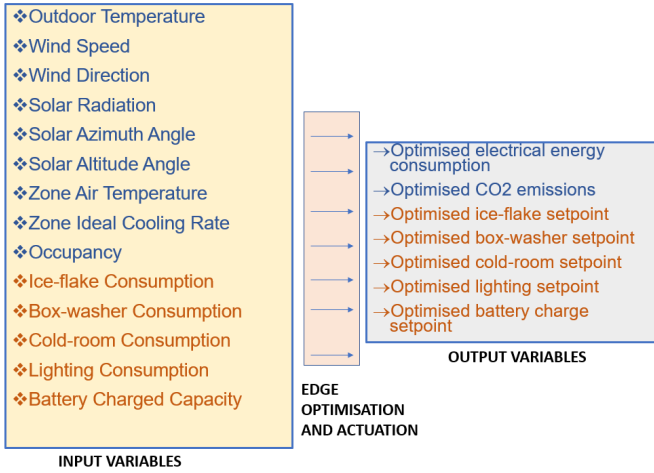 ❖Outdoor Temperature
❖Wind Speed
❖Wind Direction
❖Solar Radiation
❖Solar Azimuth Angle
❖Solar Altitude Angle
❖Zone Air Temperature
❖Zone Ideal Cooling Rate
❖Occupancy
❖Ice-flake Consumption
❖Box-washer Consumption
❖Cold-room Consumption
❖Lighting Consumption
❖Battery Charged Capacity
INPUT VARIABLES
EDGE
OPTIMISATION
AND ACTUATION
→Optimised electrical energy
consumption
→Optimised CO2 emissions
→Optimised ice-flake setpoint
→Optimised box-washer setpoint
→Optimised cold-room setpoint
→Optimised lighting setpoint
→Optimised battery charge
setpoint
OUTPUT VARIABLES